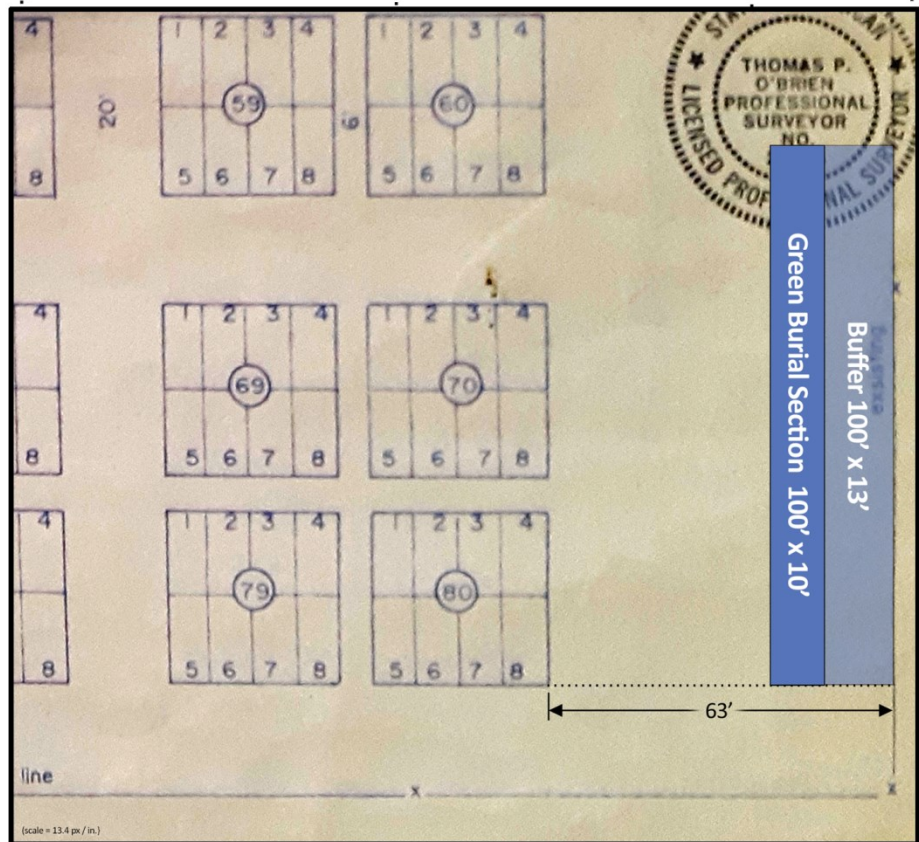 4
8
20'
1 2 3 4
59
5 6 7 8
6'
1 2 3 4
60
5 6 7 8
LICENSED PROFESSIONAL SURVEYOR
THOMAS P.
O'BRIEN
PROFESSIONAL
SURVEYOR
NO.
4
8
1 2 3 4
69
5 6 7 8
1 2 3 4
70
5 6 7 8
Green Burial Section 100' x 10'
Buffer 100' x 13'
4
8
1 2 3 4
79
5 6 7 8
1 2 3 4
80
5 6 7 8
63'
line
x
x
x
(scale = 13.4 px / in.)